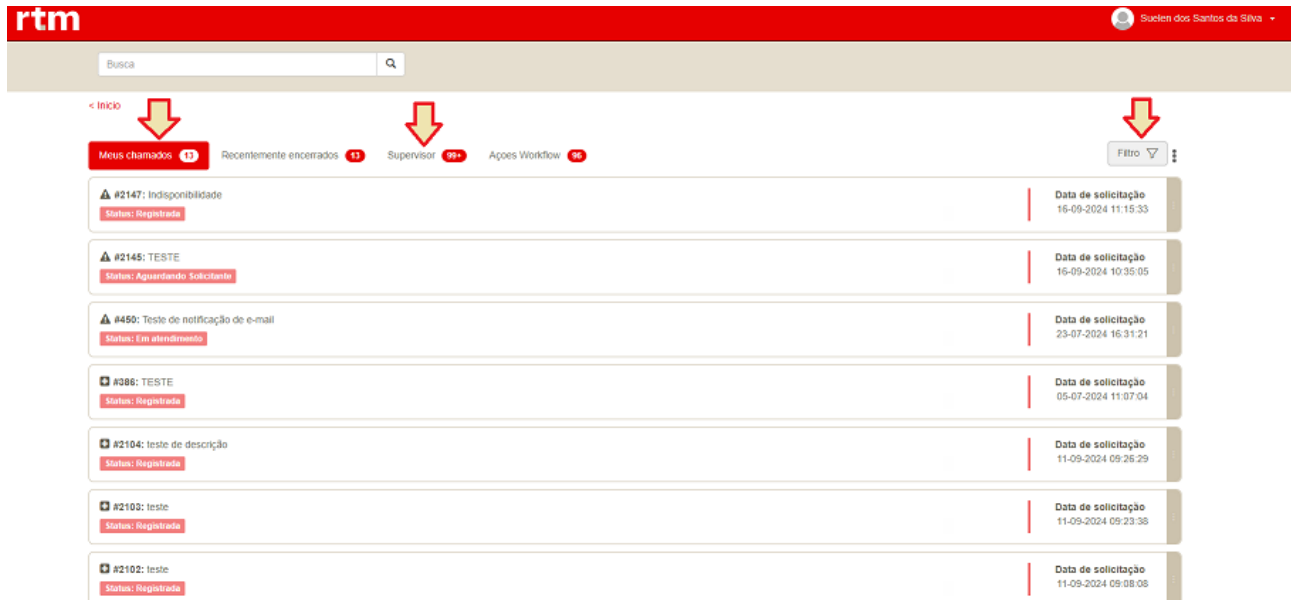 rtm
Suelen dos Santos da Silva
Busca
< Início
Meus chamados 13 Recentemente encerrados 13 Supervisor 99+ Açoes Workflow 96
Filtro
#2147: Indisponibilidade
Status: Registrada
Data de solicitação
16-09-2024 11:15:33
#2145: TESTE
Status: Aguardando Solicitante
Data de solicitação
16-09-2024 10:35:05
#450: Teste de notificação de e-mail
Status: Em atendimento
Data de solicitação
23-07-2024 16:31:21
#386: TESTE
Status: Registrada
Data de solicitação
05-07-2024 11:07:04
#2104: teste de descrição
Status: Registrada
Data de solicitação
11-09-2024 09:26:29
#2103: teste
Status: Registrada
Data de solicitação
11-09-2024 09:23:38
#2102: teste
Status: Registrada
Data de solicitação
11-09-2024 09:08:08